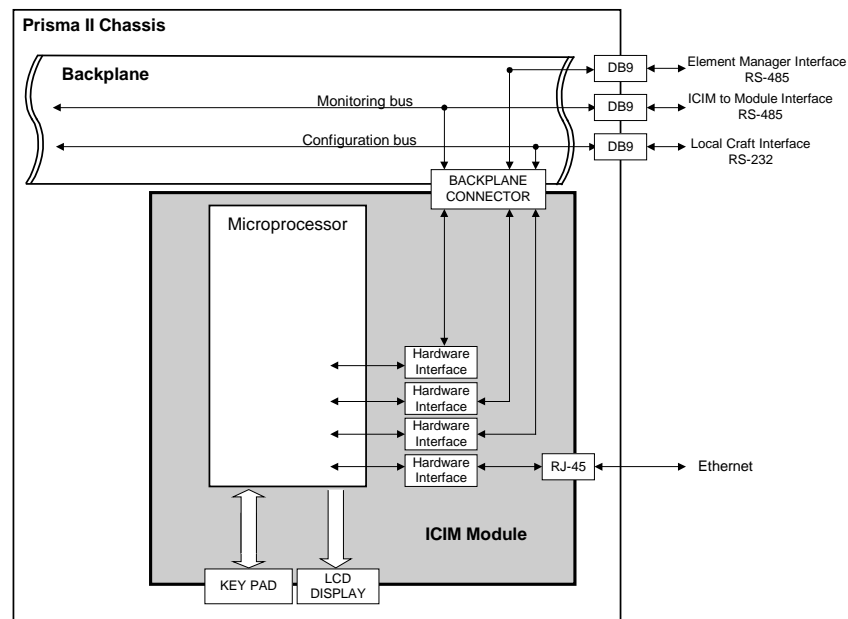 Prisma II Chassis
Backplane
DB9
Element Manager Interface
RS-485
Monitoring bus
DB9
ICIM to Module Interface
RS-485
Configuration bus
DB9
Local Craft Interface
RS-232
BACKPLANE
CONNECTOR
Microprocessor
Hardware
Interface
Hardware
Interface
Hardware
Interface
Hardware
Interface
RJ-45
Ethernet
ICIM Module
KEY PAD
LCD
DISPLAY